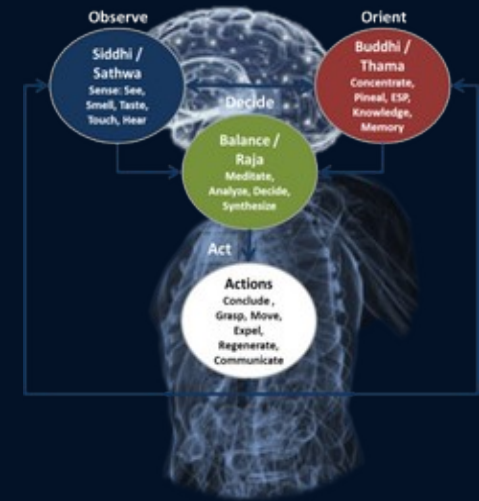 Observe
Orient
Siddhi /
Sathwa
Sense: See,
Smell, Taste,
Touch, Hear
Buddhi /
Thama
Concentrate,
Pineal, ESP,
Knowledge,
Memory
Decide
Balance /
Raja
Meditate,
Analyze, Decide,
Synthesize
Act
Actions
Conclude ,
Grasp, Move,
Expel,
Regenerate,
Communicate